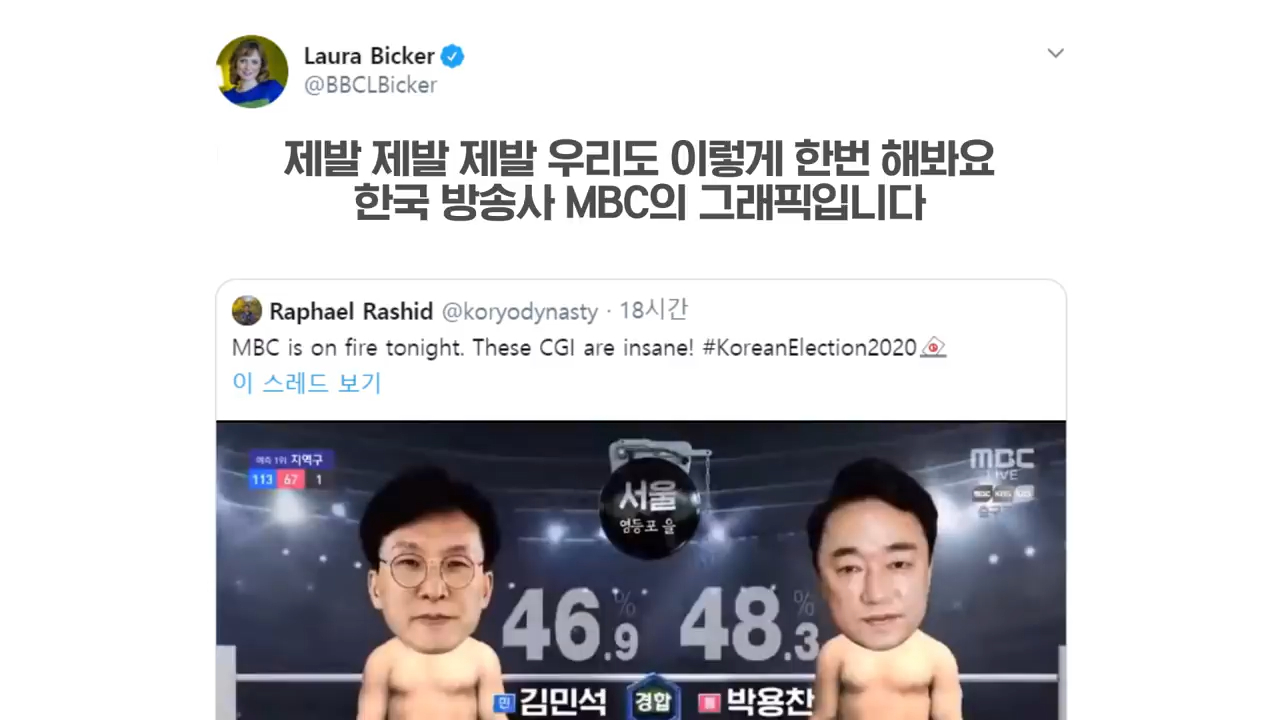 Laura Bicker
@BBCLBicker
제발 제발 제발 우리도 이렇게 한번 해봐요
한국 방송사 MBC의 그래픽입니다
Raphael Rashid @koryodynasty · 18시간
MBC is on fire tonight. These CGI are insane! #KoreanElection2020
이 스레드 보기
예측 1위 지역구
113 67 1
MBC
LIVE
서울
영등포 을
46.9%
48.3%
민 김민석
경합
박용찬